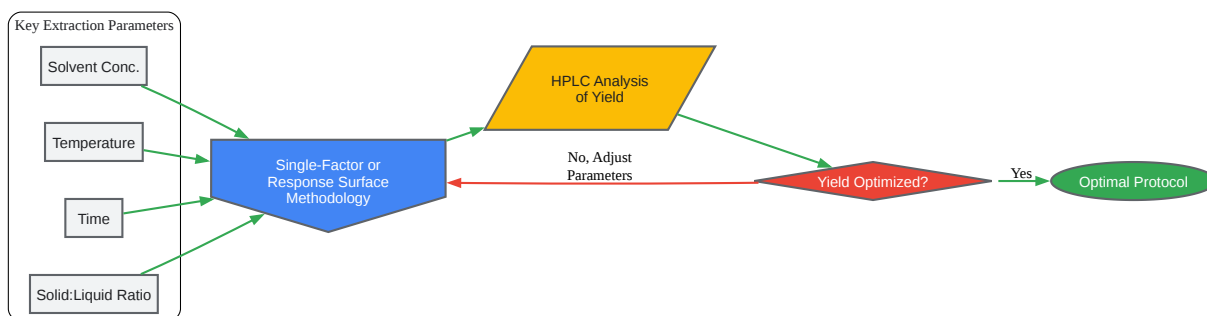 Key Extraction Parameters
Solvent Conc.
Temperature
Time
Solid:Liquid Ratio
Single-Factor or
Response Surface
Methodology
HPLC Analysis
of Yield
No, Adjust
Parameters
Yield Optimized?
Yes
Optimal Protocol